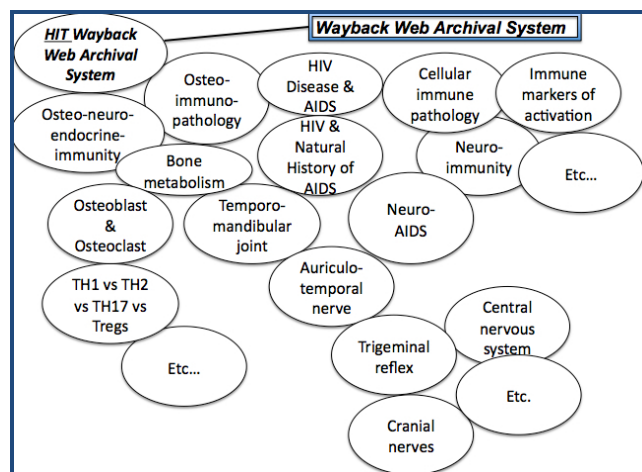 HIT Wayback
Web Archival
System
Wayback Web Archival System
Osteo-
immuno-
pathology
HIV
Disease & AIDS
Cellular
immune
pathology
Immune
markers of
activation
Osteo-neuro-
endocrine-
immunity
HIV &
Natural
History of
AIDS
Neuro-
immunity
Etc...
Bone
metabolism
Osteoblast
&
Osteoclast
Temporo-
mandibular
joint
Neuro-
AIDS
TH1 vs TH2
vs TH17 vs
Tregs
Auriculo-
temporal
nerve
Central
nervous
system
Etc...
Trigeminal
reflex
Etc.
Cranial
nerves